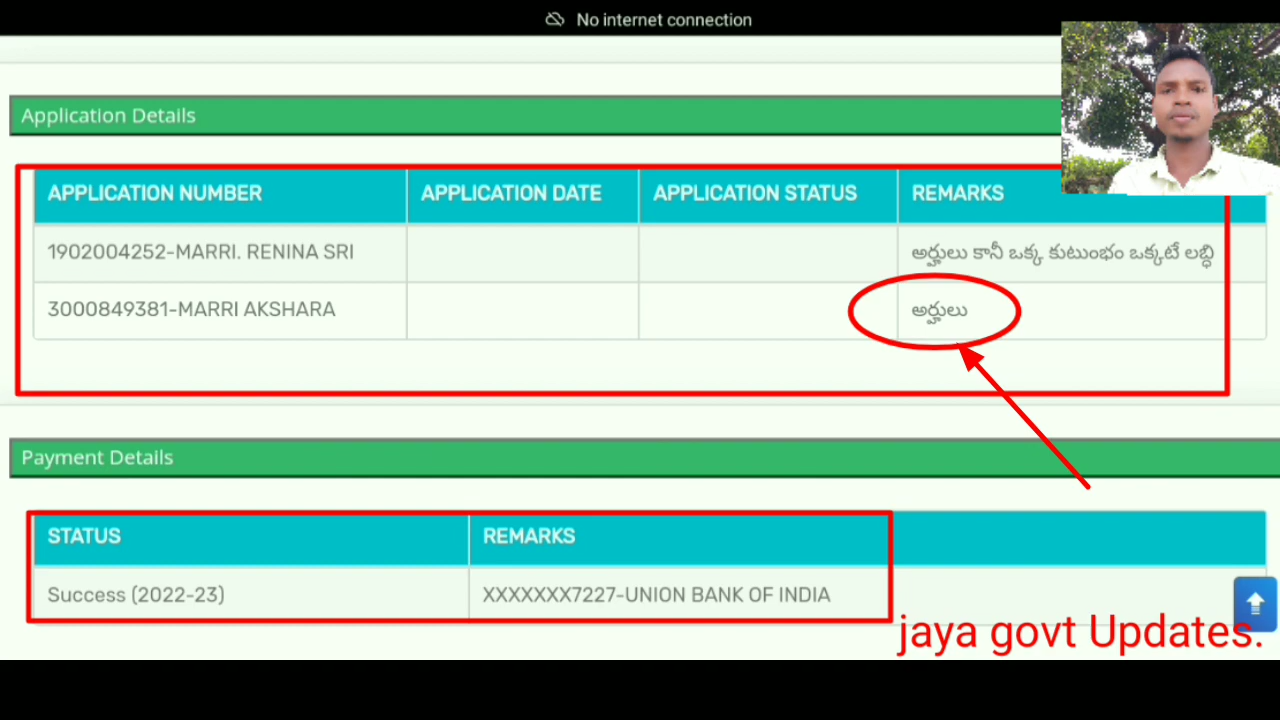 No internet connection
Application Details
APPLICATION NUMBER APPLICATION DATE APPLICATION STATUS REMARKS
1902004252-MARRI. RENINA SRI అర్హులు కానీ ఒక్క కుటుంభం ఒక్కటే లబ్ధి
3000849381-MARRI AKSHARA అర్హులు
Payment Details
STATUS REMARKS
Success (2022-23) XXXXXXX7227-UNION BANK OF INDIA
jaya govt Updates.